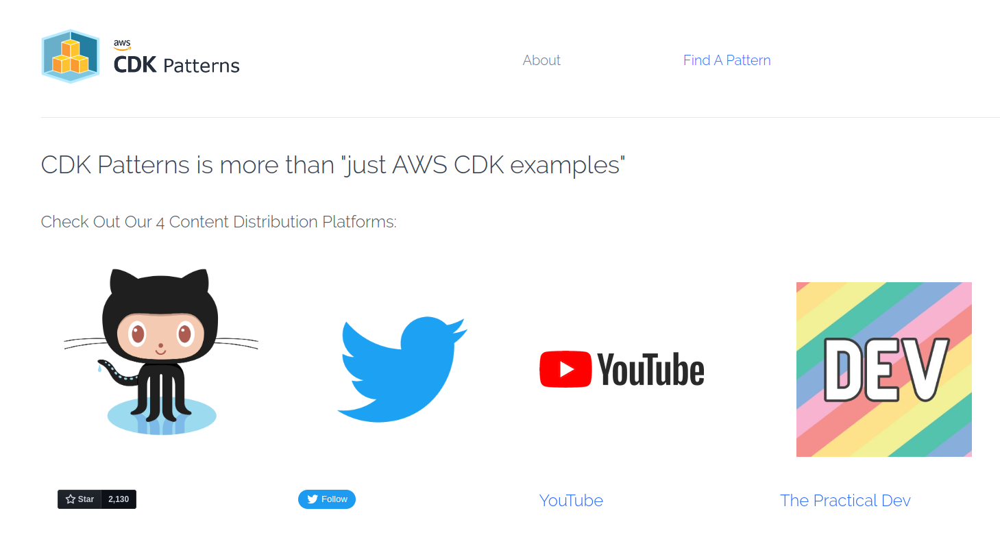 aws
CDK Patterns
About
Find A Pattern
CDK Patterns is more than "just AWS CDK examples"
Check Out Our 4 Content Distribution Platforms:
YouTube
DEV
Star 2,130
Follow
YouTube
The Practical Dev